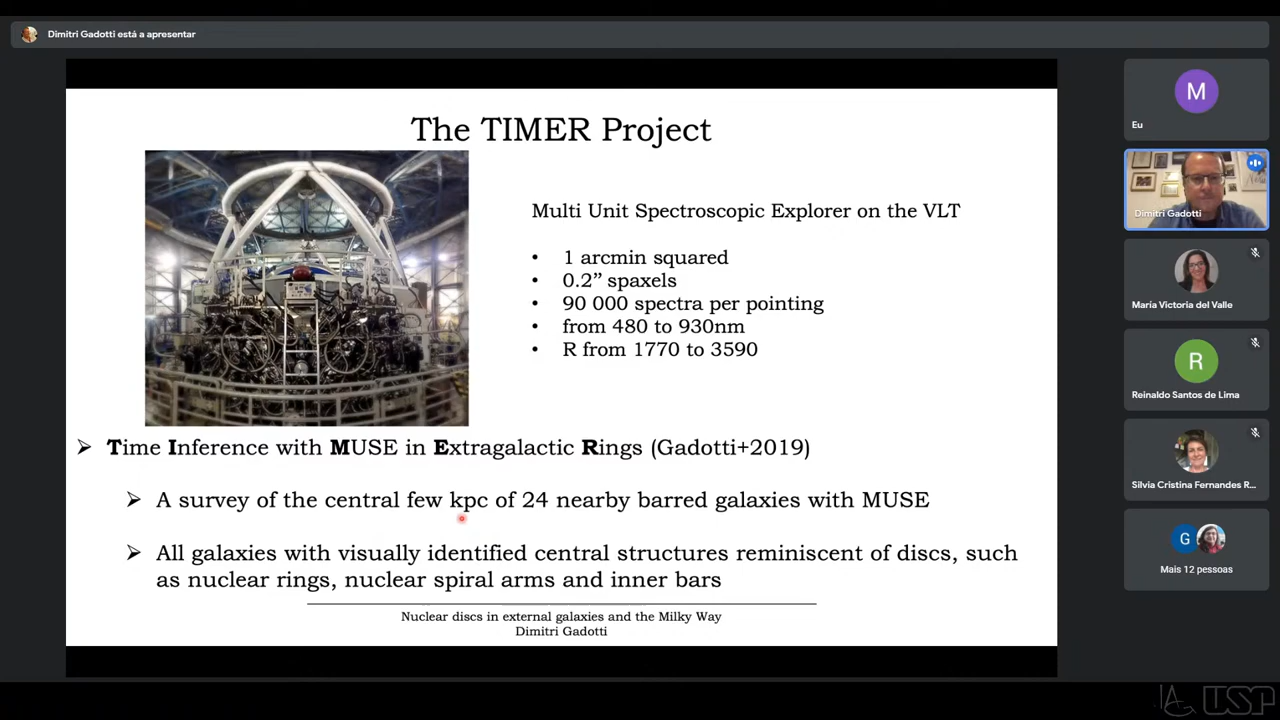 Dimitri Gadotti está a apresentar
The TIMER Project
Multi Unit Spectroscopic Explorer on the VLT
• 1 arcmin squared
• 0.2” spaxels
• 90 000 spectra per pointing
• from 480 to 930nm
• R from 1770 to 3590
➢ Time Inference with MUSE in Extragalactic Rings (Gadotti+2019)
➢ A survey of the central few kpc of 24 nearby barred galaxies with MUSE
➢ All galaxies with visually identified central structures reminiscent of discs, such
as nuclear rings, nuclear spiral arms and inner bars
Nuclear discs in external galaxies and the Milky Way
Dimitri Gadotti
M
Eu
Dimitri Gadotti
María Victoria del Valle
R
Reinaldo Santos de Lima
Silvia Cristina Fernandes R...
G
Mais 12 pessoas
USP